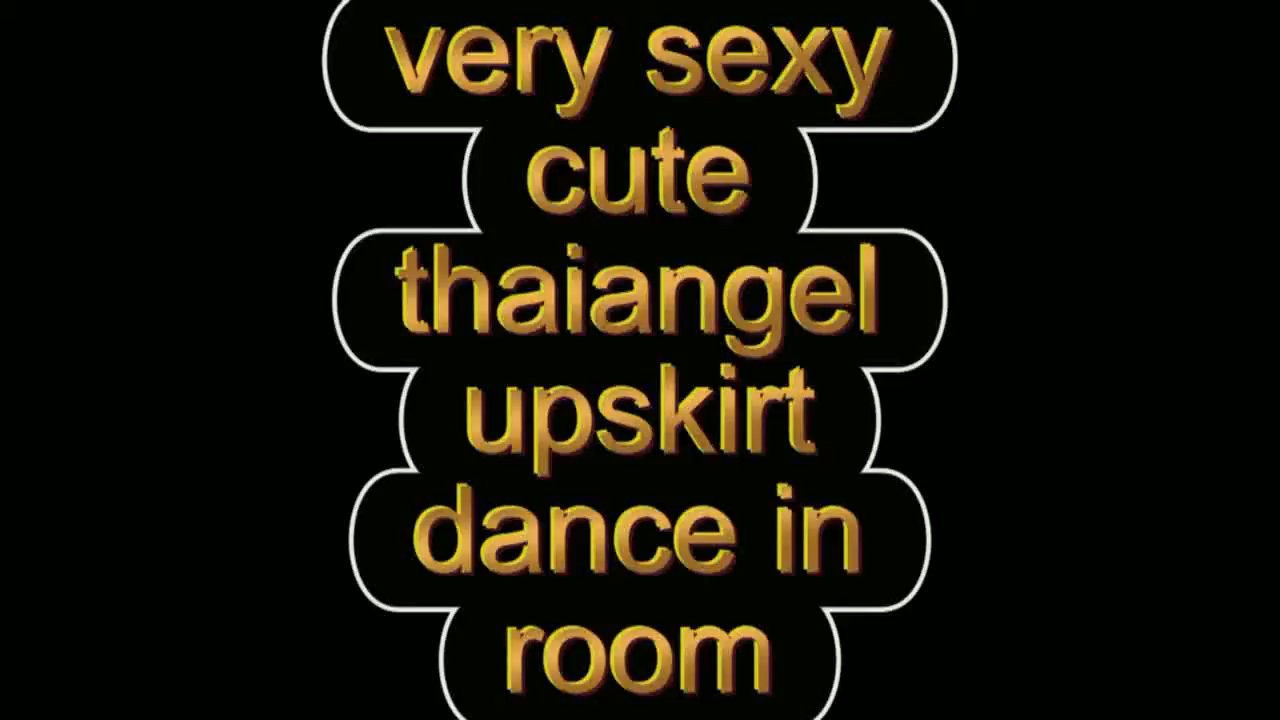 very sexy
cute
thaiangel
upskirt
dance in
room